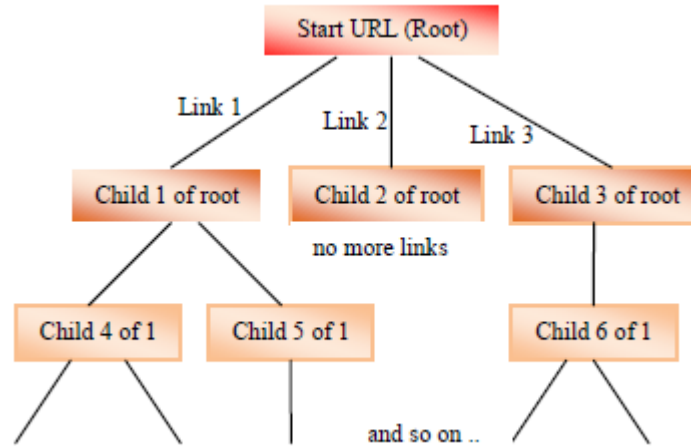 Start URL (Root)
Link 1
Link 2
Link 3
Child 1 of root
Child 2 of root
Child 3 of root
no more links
Child 4 of 1
Child 5 of 1
Child 6 of 1
and so on ..